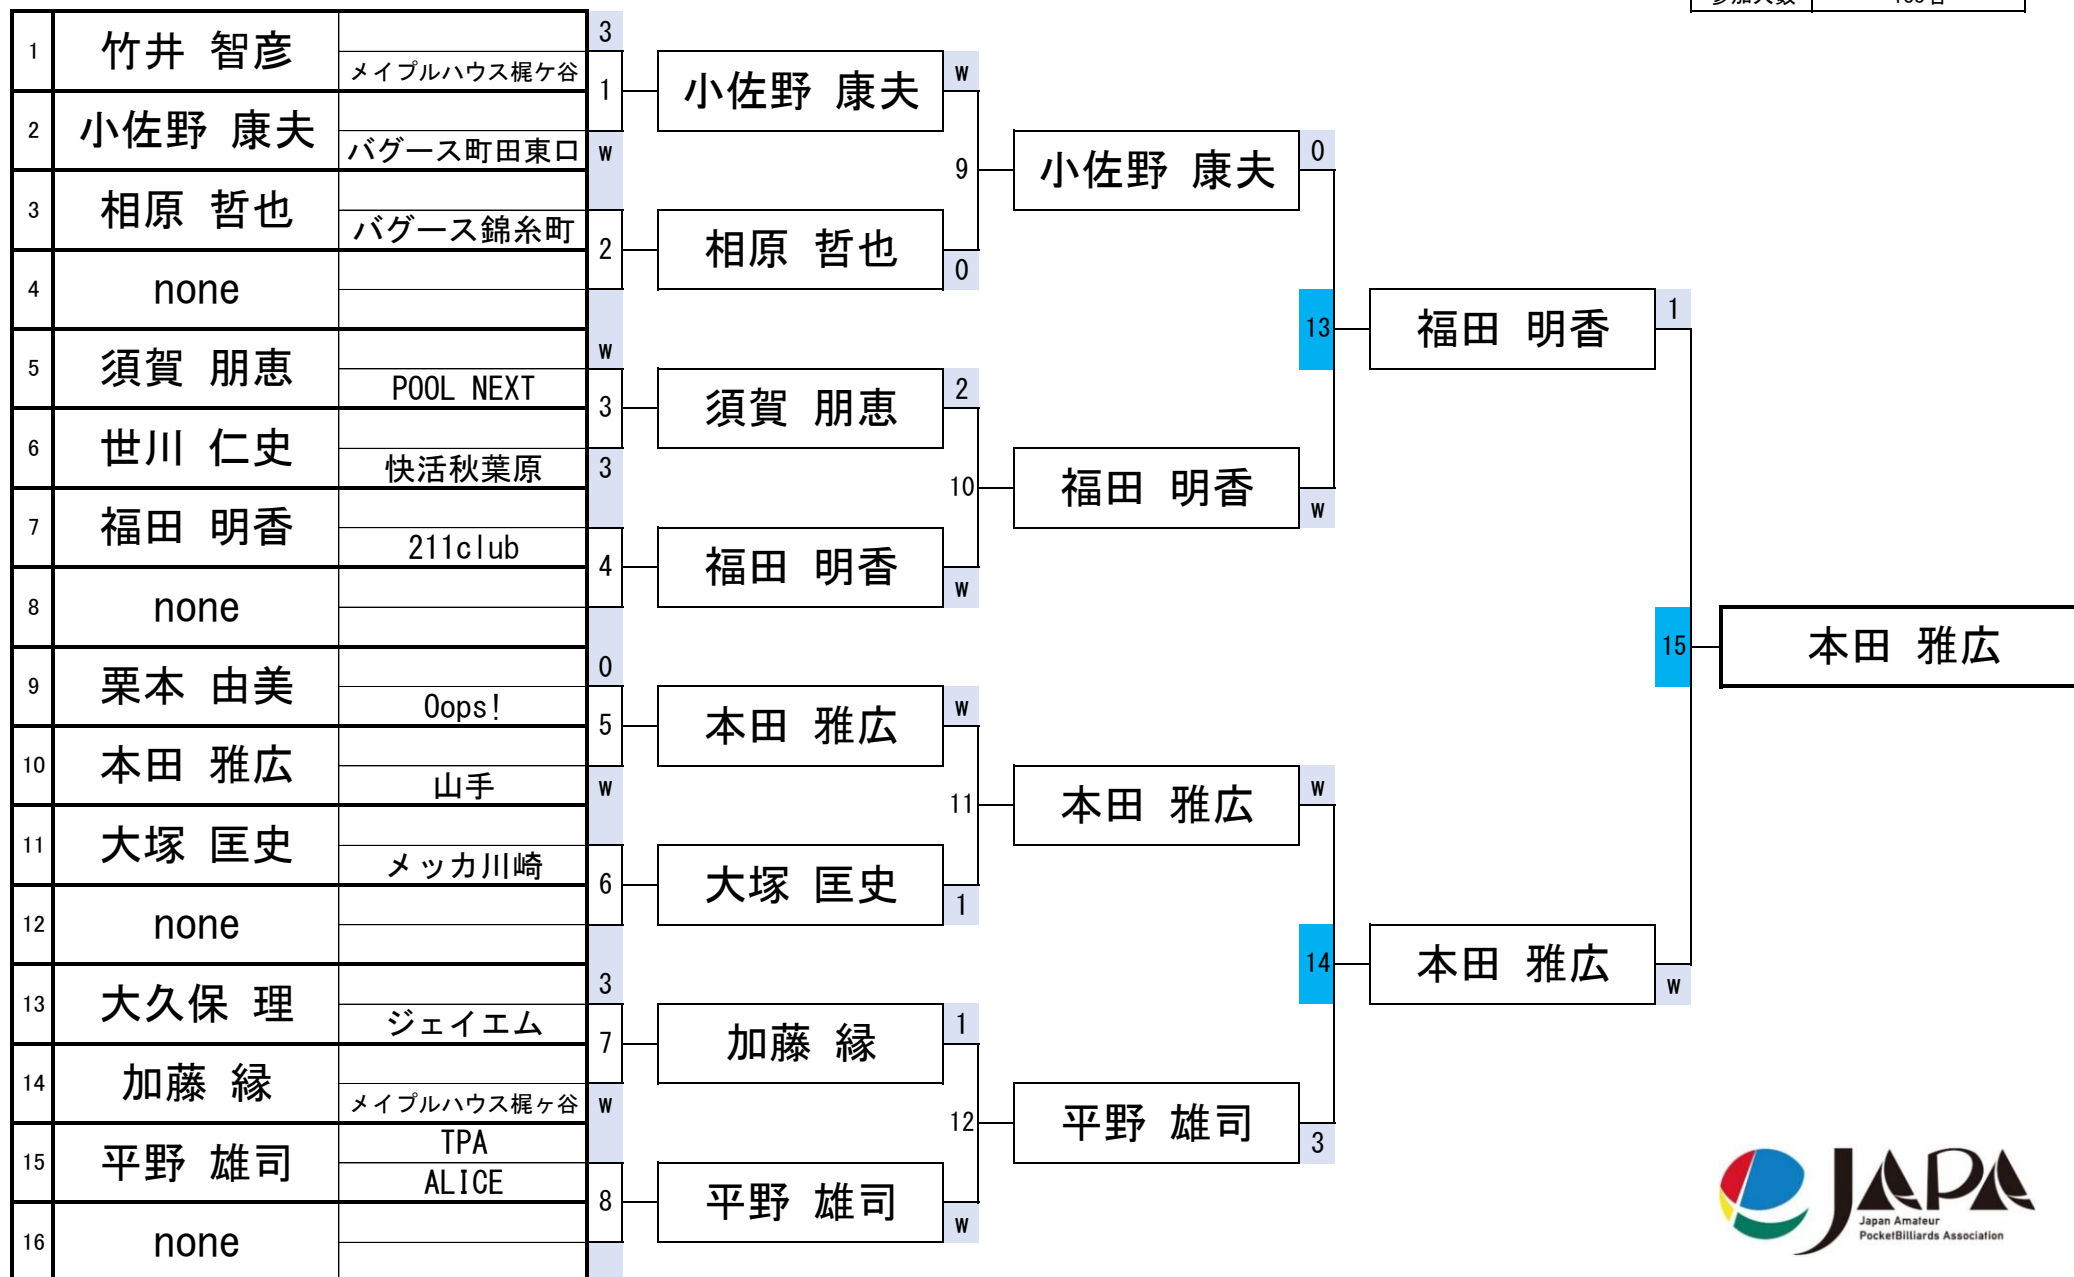 1 竹井 智彦 3
メイプルハウス梶ケ谷 1
2 小佐野 康夫
バグース町田東口 W
3 相原 哲也
バグース錦糸町 2
4 none
5 須賀 朋恵 W
POOL NEXT 3
6 世川 仁史
快活秋葉原 3
7 福田 明香
211club 4
8 none
9 栗本 由美 0
Oops! 5
10 本田 雅広
山手 W
11 大塚 匡史
メッカ川崎 6
12 none
13 大久保 理 3
ジェイエム 7
14 加藤 縁
メイプルハウス梶ヶ谷 W
15 平野 雄司 TPA
ALICE 8
16 none
小佐野 康夫 W
9
相原 哲也 0
須賀 朋恵 2
10
福田 明香 W
本田 雅広 W
11
大塚 匡史 1
加藤 縁 1
12
平野 雄司 W
小佐野 康夫 0
13
福田 明香 W
本田 雅広 W
14
平野 雄司 3
福田 明香 1
15
本田 雅広 W
本田 雅広
JAPA
Japan Amateur
PocketBilliards Association